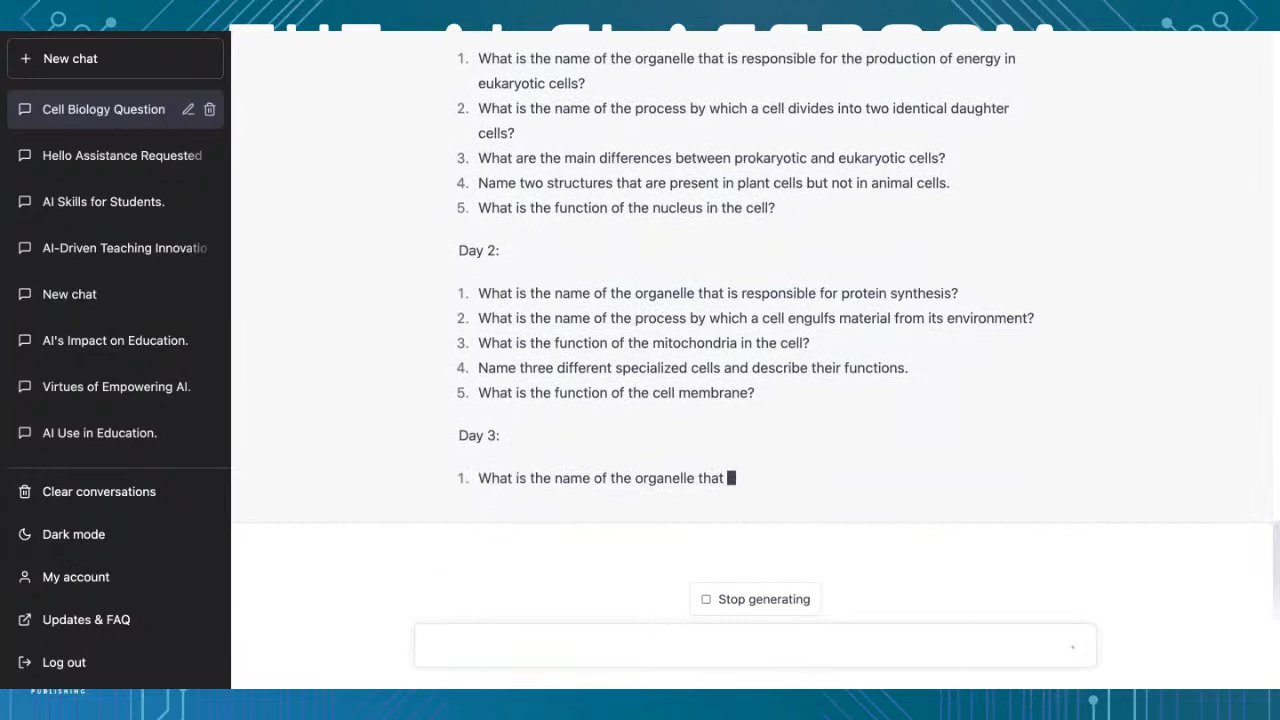 New chat
Cell Biology Question
Hello Assistance Requested
AI Skills for Students.
AI-Driven Teaching Innovatio
New chat
AI's Impact on Education.
Virtues of Empowering AI.
AI Use in Education.
Clear conversations
Dark mode
My account
Updates & FAQ
Log out
PUBLISHING
1. What is the name of the organelle that is responsible for the production of energy in
eukaryotic cells?
2. What is the name of the process by which a cell divides into two identical daughter
cells?
3. What are the main differences between prokaryotic and eukaryotic cells?
4. Name two structures that are present in plant cells but not in animal cells.
5. What is the function of the nucleus in the cell?
Day 2:
1. What is the name of the organelle that is responsible for protein synthesis?
2. What is the name of the process by which a cell engulfs material from its environment?
3. What is the function of the mitochondria in the cell?
4. Name three different specialized cells and describe their functions.
5. What is the function of the cell membrane?
Day 3:
1. What is the name of the organelle that
Stop generating